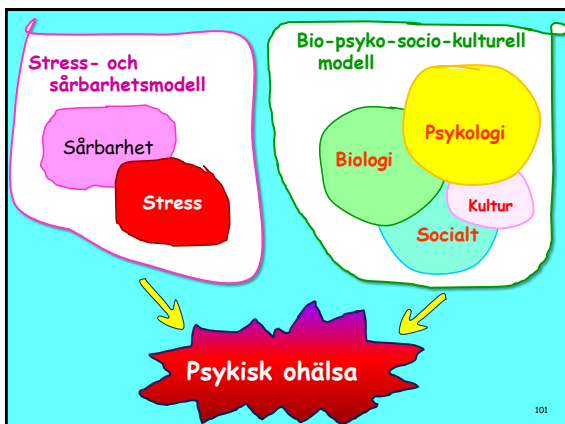 Stress- och
sårbarhetsmodell
Sårbarhet
Stress
Bio-psyko-socio-kulturell
modell
Psykologi
Biologi
Kultur
Socialt
Psykisk ohälsa
101